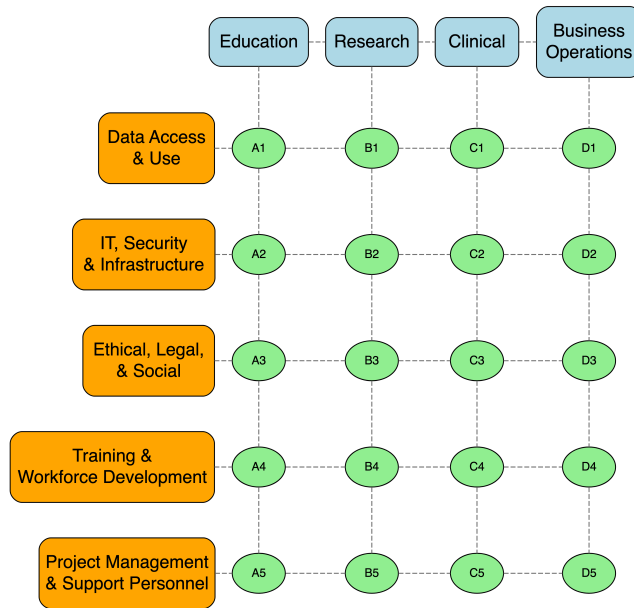 Education
Research
Clinical
Business
Operations
Data Access
& Use
A1
B1
C1
D1
IT, Security
& Infrastructure
A2
B2
C2
D2
Ethical, Legal,
& Social
A3
B3
C3
D3
Training &
Workforce Development
A4
B4
C4
D4
Project Management
& Support Personnel
A5
B5
C5
D5